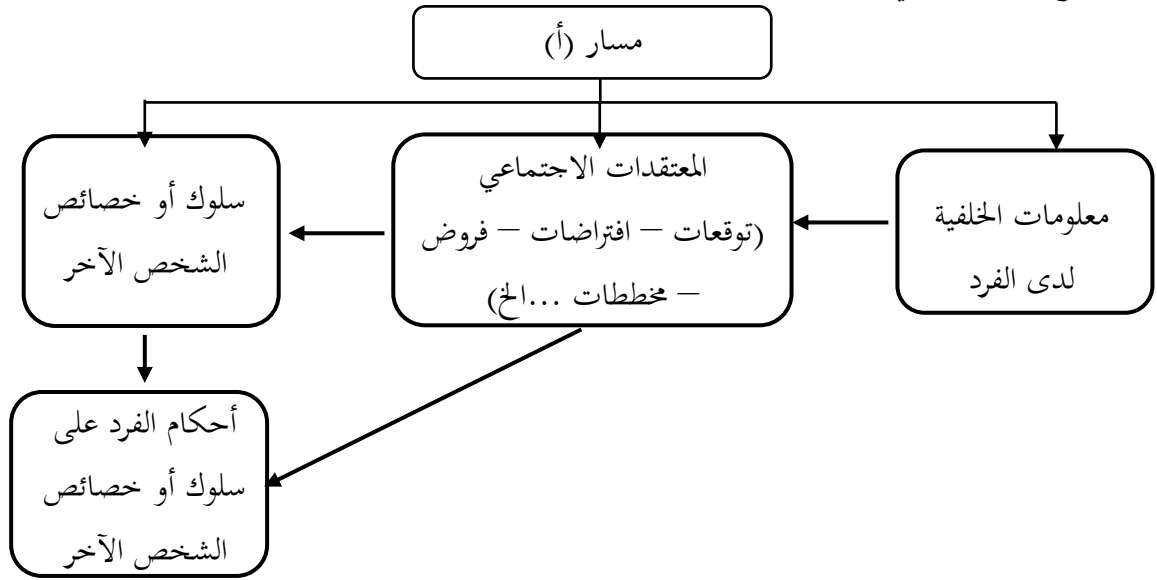 مسار (أ)
معلومات الخلفية
لدى الفرد
المعتقدات الاجتماعي
(توقعات – افتراضات – فروض
– مخططات ...الخ)
سلوك أو خصائص
الشخص الآخر
أحكام الفرد على
سلوك أو خصائص
الشخص الآخر